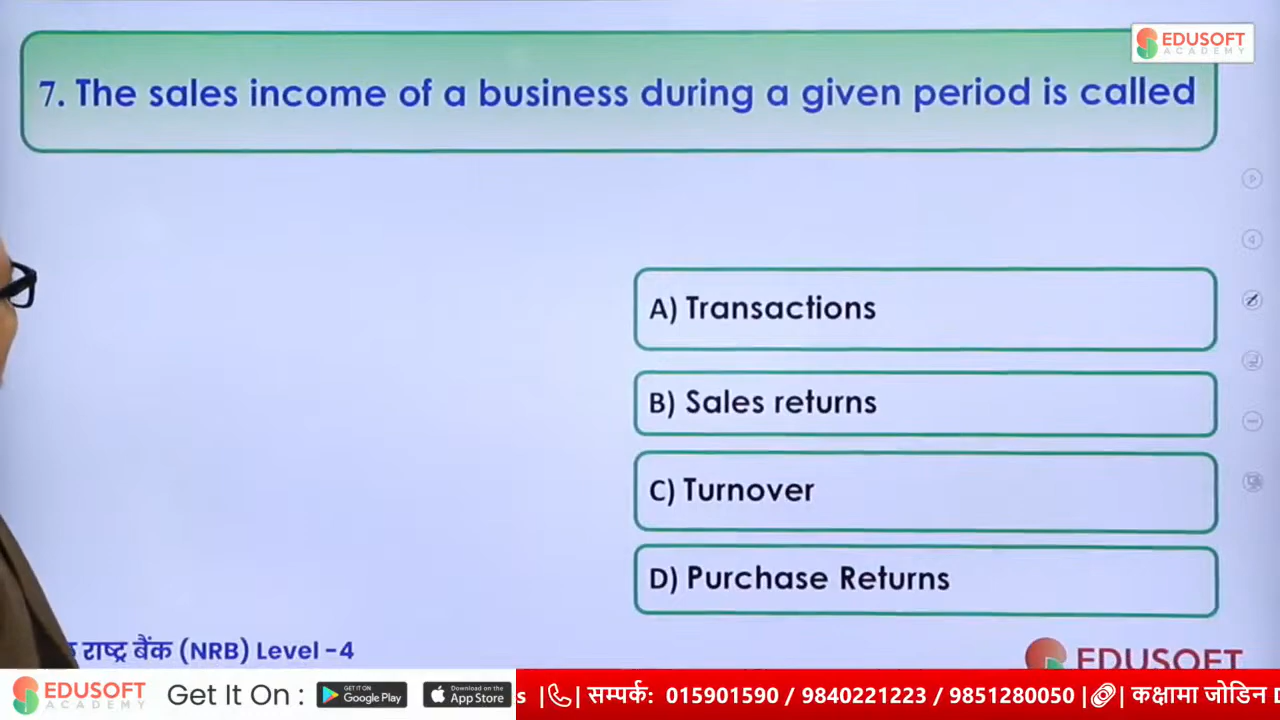 EDUSOFT
ACADEMY
7. The sales income of a business during a given period is called
A) Transactions
B) Sales returns
C) Turnover
D) Purchase Returns
राष्ट्र बैंक (NRB) Level -4
EDUSOFT
EDUSOFT
ACADEMY
Get It On :
GET IT ON
Google Play
Download on the
App Store
s || सम्पर्क: 015901590 / 9840221223 / 9851280050 || कक्षामा जोडिन